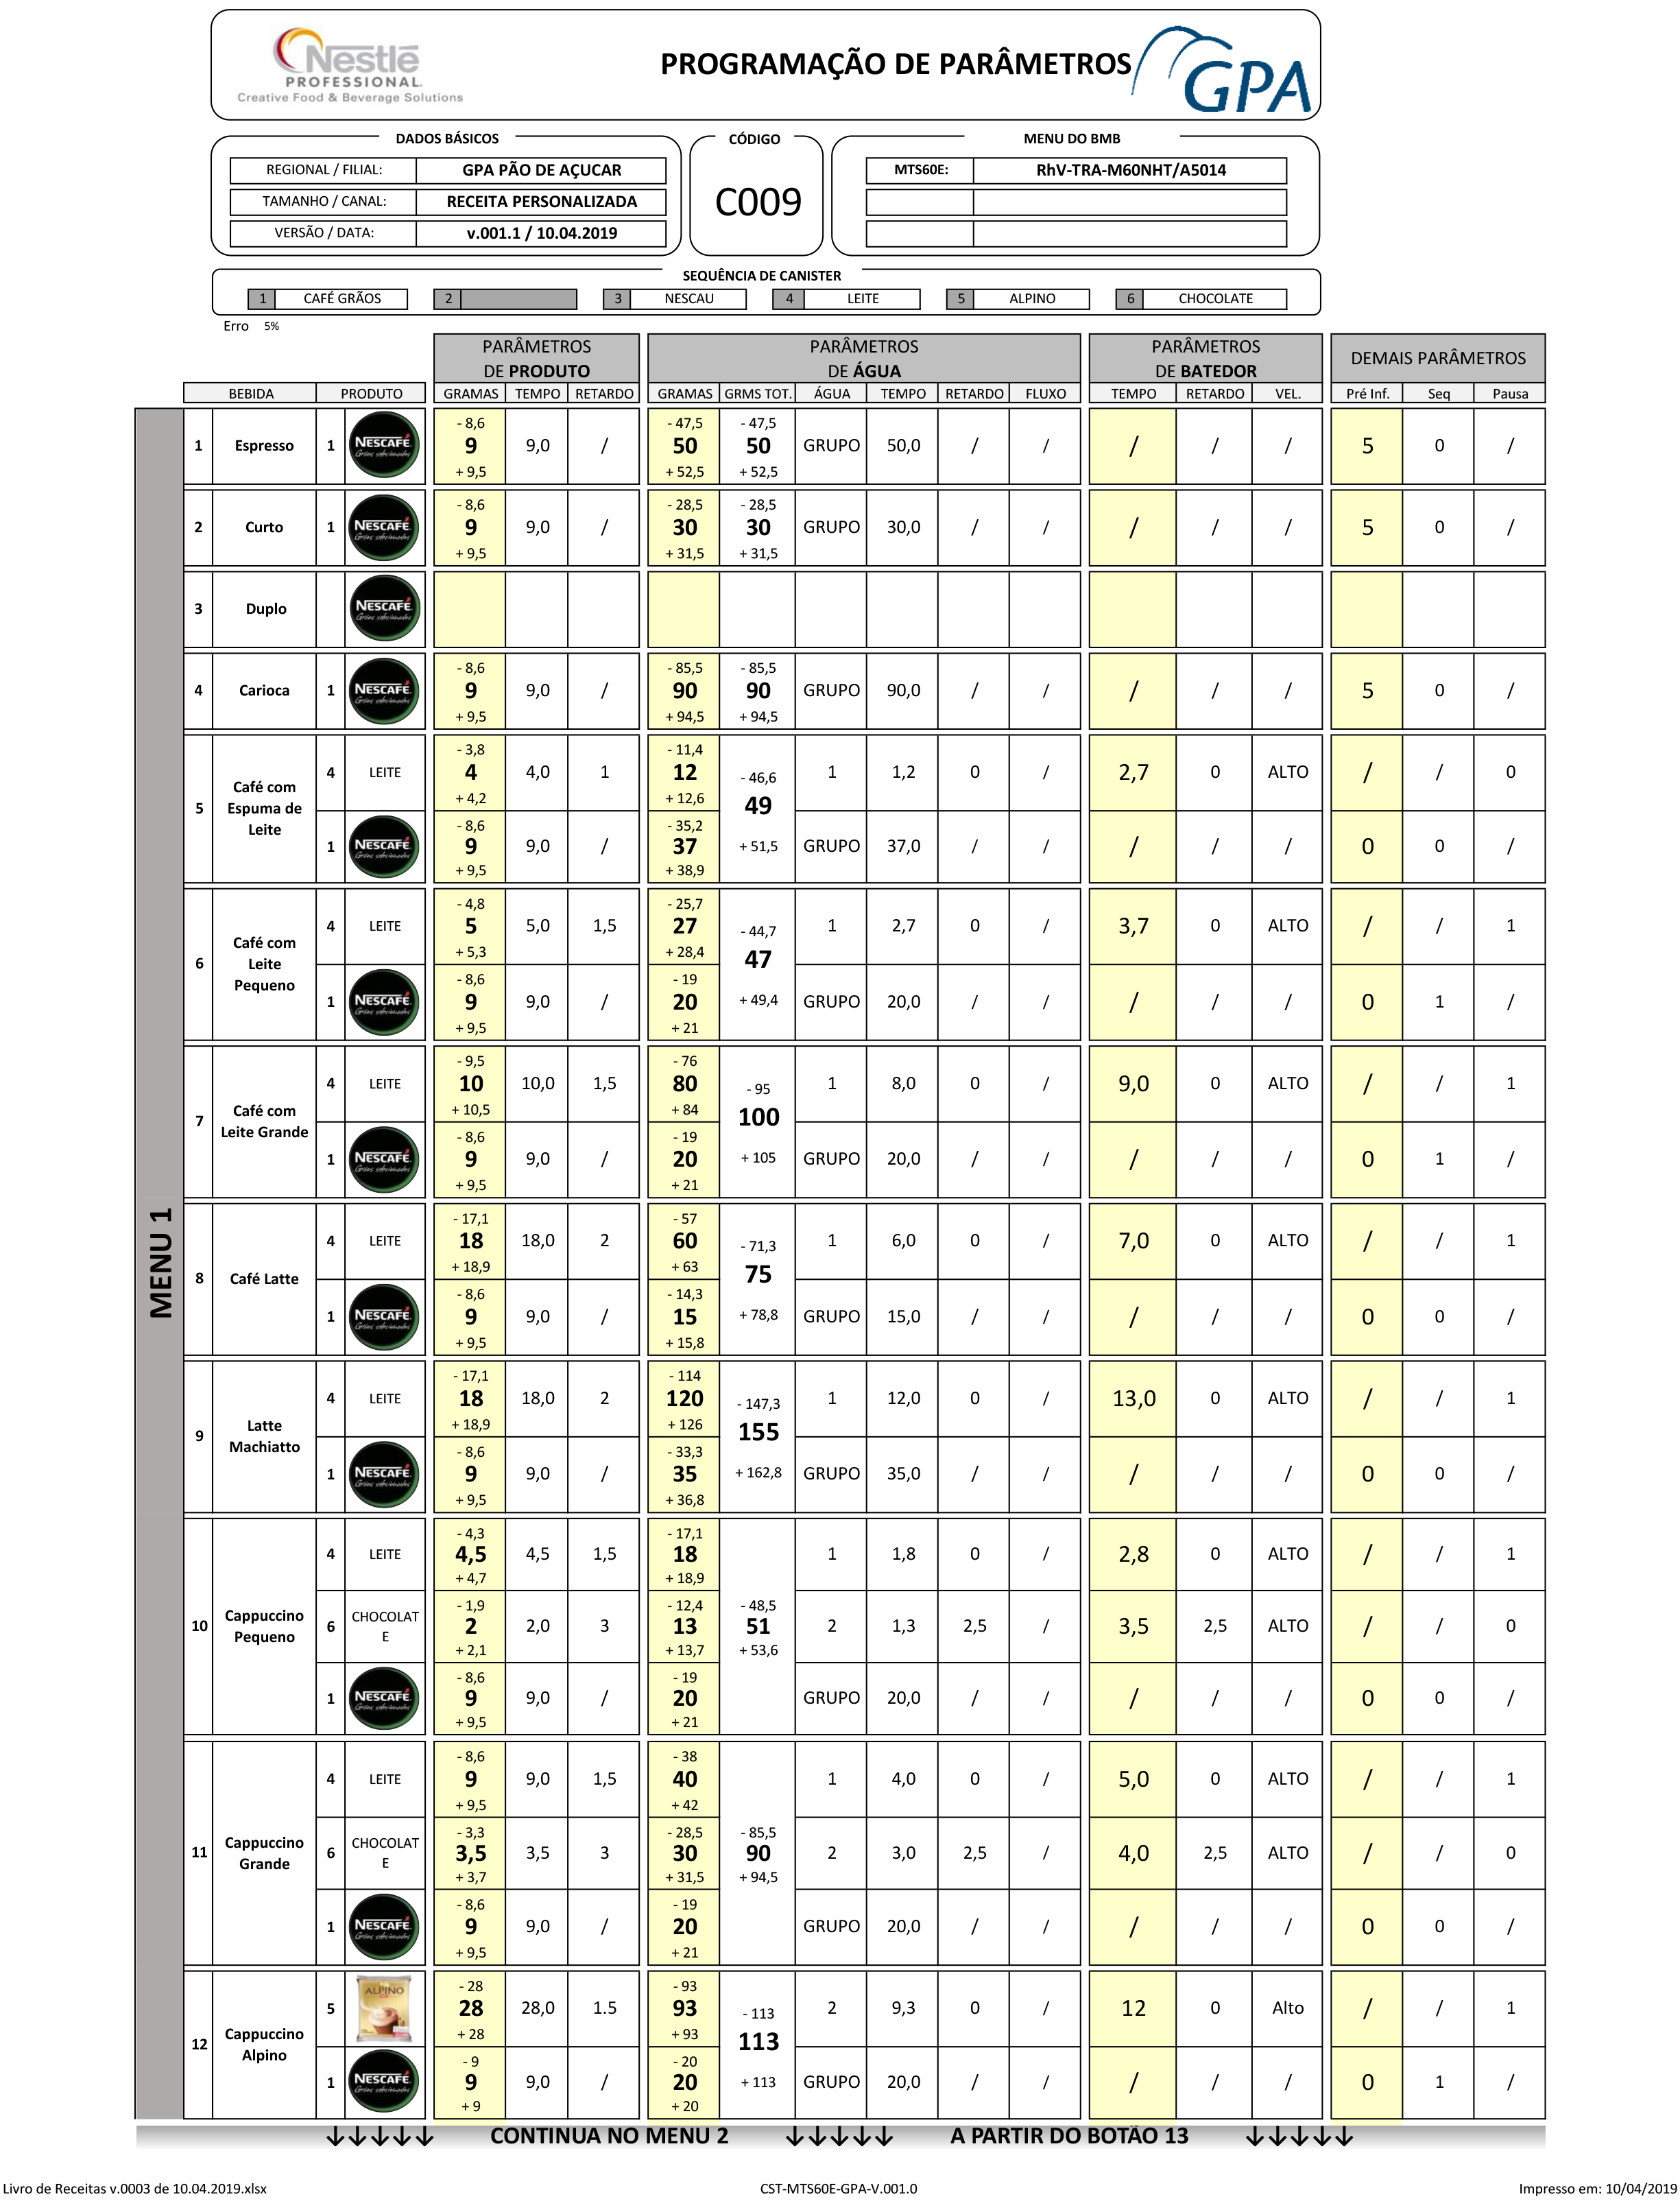 Nestlé
PROFESSIONAL.
Creative Food & Beverage Solutions
PROGRAMAÇÃO DE PARÂMETROS
GPA
DADOS BÁSICOS
REGIONAL / FILIAL: GPA PÃO DE AÇUCAR
TAMANHO / CANAL: RECEITA PERSONALIZADA
VERSÃO / DATA: v.001.1 / 10.04.2019
CÓDIGO
C009
MENU DO BMB
MTS60E: RhV-TRA-M60NHT/A5014
SEQUÊNCIA DE CANISTER
1 CAFÉ GRÃOS 2 3 NESCAU 4 LEITE 5 ALPINO 6 CHOCOLATE
Erro 5%
PARÂMETROS DE PRODUTO
PARÂMETROS DE ÁGUA
PARÂMETROS DE BATEDOR
DEMAIS PARÂMETROS
BEBIDA PRODUTO GRAMAS TEMPO RETARDO GRAMAS GRMS TOT. ÁGUA TEMPO RETARDO FLUXO TEMPO RETARDO VEL. Pré Inf. Seq Pausa
MENU 1
- 8,6 - 47,5 - 47,5
1 Espresso 1 NESCAFÉ 9 9,0 / 50 50 GRUPO 50,0 / / / / / 5 0 /
+ 9,5 + 52,5 + 52,5
- 8,6 - 28,5 - 28,5
2 Curto 1 NESCAFÉ 9 9,0 / 30 30 GRUPO 30,0 / / / / / 5 0 /
+ 9,5 + 31,5 + 31,5
3 Duplo NESCAFÉ
- 8,6 - 85,5 - 85,5
4 Carioca 1 NESCAFÉ 9 9,0 / 90 90 GRUPO 90,0 / / / / / 5 0 /
+ 9,5 + 94,5 + 94,5
5 Café com Espuma de Leite
- 3,8 - 11,4
4 LEITE 4 4,0 1 12 1 1,2 0 / 2,7 0 ALTO / / 0
+ 4,2 + 12,6
- 46,6
49
+ 51,5
- 8,6 - 35,2
1 NESCAFÉ 9 9,0 / 37 GRUPO 37,0 / / / / / 0 0 /
+ 9,5 + 38,9
6 Café com Leite Pequeno
- 4,8 - 25,7
4 LEITE 5 5,0 1,5 27 1 2,7 0 / 3,7 0 ALTO / / 1
+ 5,3 + 28,4
- 44,7
47
+ 49,4
- 8,6 - 19
1 NESCAFÉ 9 9,0 / 20 GRUPO 20,0 / / / / / 0 1 /
+ 9,5 + 21
7 Café com Leite Grande
- 9,5 - 76
4 LEITE 10 10,0 1,5 80 1 8,0 0 / 9,0 0 ALTO / / 1
+ 10,5 + 84
- 95
100
+ 105
- 8,6 - 19
1 NESCAFÉ 9 9,0 / 20 GRUPO 20,0 / / / / / 0 1 /
+ 9,5 + 21
8 Café Latte
- 17,1 - 57
4 LEITE 18 18,0 2 60 1 6,0 0 / 7,0 0 ALTO / / 1
+ 18,9 + 63
- 71,3
75
+ 78,8
- 8,6 - 14,3
1 NESCAFÉ 9 9,0 / 15 GRUPO 15,0 / / / / / 0 0 /
+ 9,5 + 15,8
9 Latte Machiatto
- 17,1 - 114
4 LEITE 18 18,0 2 120 1 12,0 0 / 13,0 0 ALTO / / 1
+ 18,9 + 126
- 147,3
155
+ 162,8
- 8,6 - 33,3
1 NESCAFÉ 9 9,0 / 35 GRUPO 35,0 / / / / / 0 0 /
+ 9,5 + 36,8
10 Cappuccino Pequeno
- 4,3 - 17,1
4 LEITE 4,5 4,5 1,5 18 1 1,8 0 / 2,8 0 ALTO / / 1
+ 4,7 + 18,9
- 1,9 - 12,4 - 48,5
6 CHOCOLATE 2 2,0 3 13 51 2 1,3 2,5 / 3,5 2,5 ALTO / / 0
+ 2,1 + 13,7 + 53,6
- 8,6 - 19
1 NESCAFÉ 9 9,0 / 20 GRUPO 20,0 / / / / / 0 0 /
+ 9,5 + 21
11 Cappuccino Grande
- 8,6 - 38
4 LEITE 9 9,0 1,5 40 1 4,0 0 / 5,0 0 ALTO / / 1
+ 9,5 + 42
- 3,3 - 28,5 - 85,5
6 CHOCOLATE 3,5 3,5 3 30 90 2 3,0 2,5 / 4,0 2,5 ALTO / / 0
+ 3,7 + 31,5 + 94,5
- 8,6 - 19
1 NESCAFÉ 9 9,0 / 20 GRUPO 20,0 / / / / / 0 0 /
+ 9,5 + 21
12 Cappuccino Alpino
- 28 - 93
5 ALPINO 28 28,0 1.5 93 2 9,3 0 / 12 0 Alto / / 1
+ 28 + 93
- 113
113
+ 113
- 9 - 20
1 NESCAFÉ 9 9,0 / 20 GRUPO 20,0 / / / / / 0 1 /
+ 9 + 20
↓↓↓↓↓ CONTINUA NO MENU 2 ↓↓↓↓↓ A PARTIR DO BOTÃO 13 ↓↓↓↓↓
Livro de Receitas v.0003 de 10.04.2019.xlsx CST-MTS60E-GPA-V.001.0 Impresso em: 10/04/2019